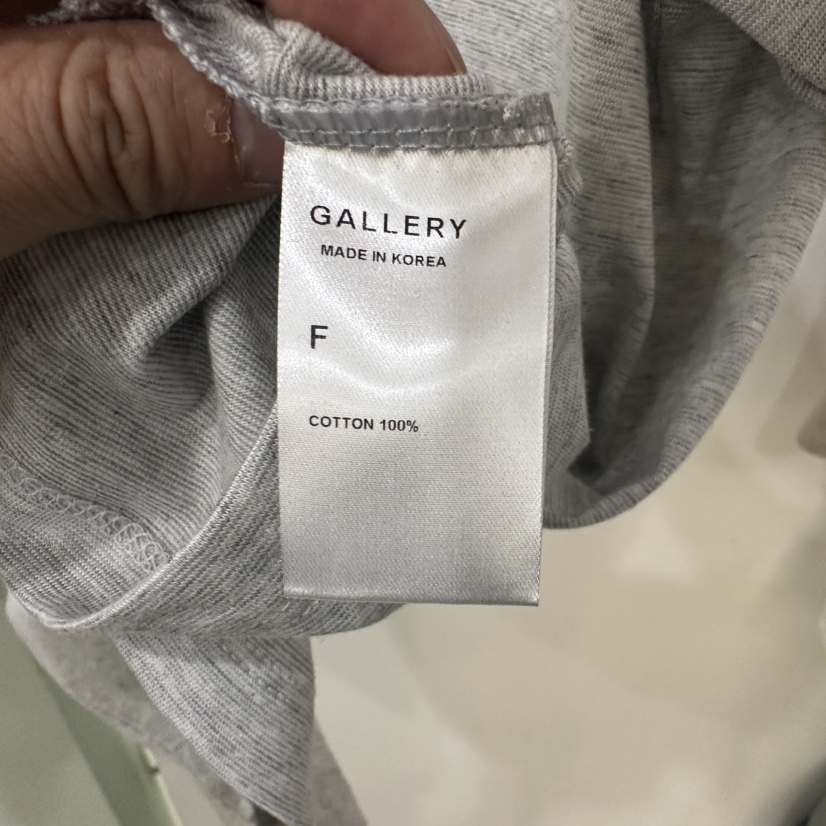 GALLERY
MADE IN KOREA
F
COTTON 100%